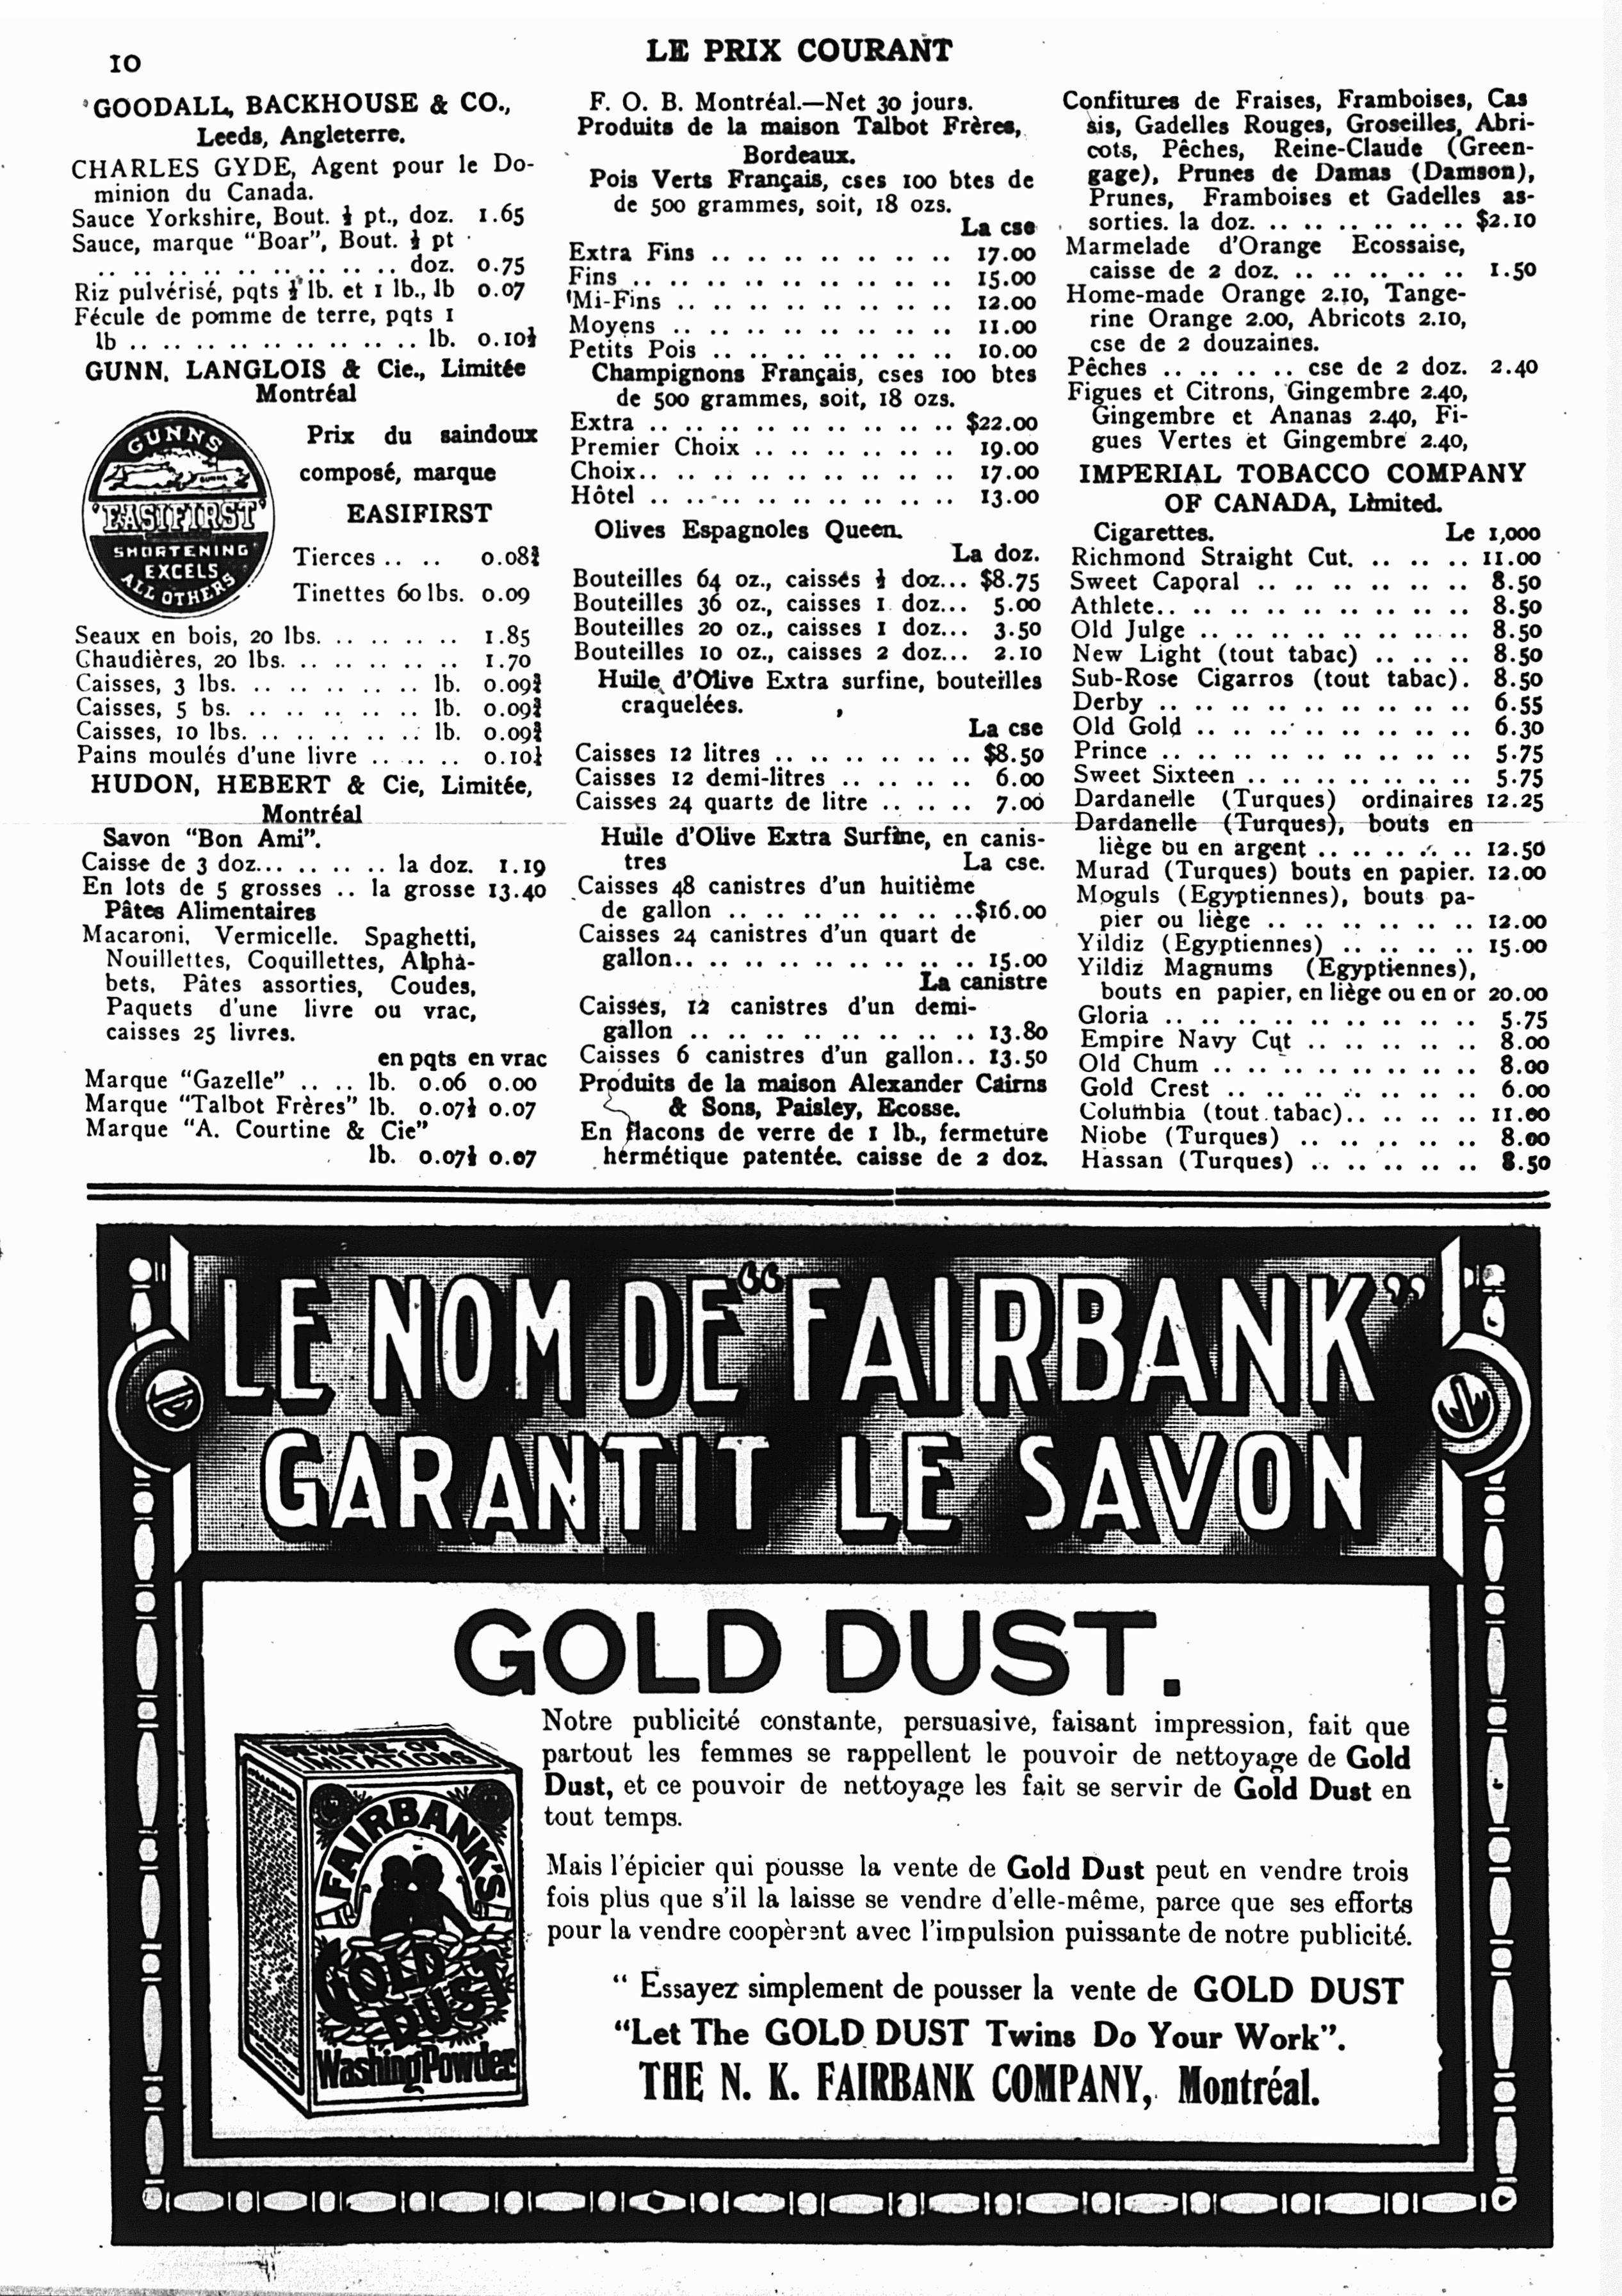 10
LE PRIX COURANT
GOODALL, BACKHOUSE & CO.,
Leeds, Angleterre.
CHARLES GYDE, Agent pour le Do-
minion du Canada.
Sauce Yorkshire, Bout. ½ pt., doz. 1.65
Sauce, marque "Boar", Bout. ½ pt
.. .. .. .. .. .. .. .. .. .. .. doz. 0.75
Riz pulvérisé, pqts ½ lb. et 1 lb., lb 0.07
Fécule de pomme de terre, pqts 1
lb .. .. .. .. .. .. .. .. .. .. lb. 0.10½
GUNN, LANGLOIS & Cie., Limitée
Montréal
GUNNS
GUNNS
"EASIFIRST"
SHORTENING
EXCELS
ALL OTHERS
Prix du saindoux
composé, marque
EASIFIRST
Tierces .. .. 0.08¾
Tinettes 60 lbs. 0.09
Seaux en bois, 20 lbs. .. .. .. .. 1.85
Chaudières, 20 lbs. .. .. .. .. .. 1.70
Caisses, 3 lbs. .. .. .. .. .. .. lb. 0.09¾
Caisses, 5 bs. .. .. .. .. .. .. lb. 0.09¾
Caisses, 10 lbs. .. .. .. .. .. .. lb. 0.09¾
Pains moulés d'une livre .. .. .. 0.10½
HUDON, HEBERT & Cie, Limitée,
Montréal
Savon "Bon Ami".
Caisse de 3 doz... .. .. .. la doz. 1.19
En lots de 5 grosses .. la grosse 13.40
Pâtes Alimentaires
Macaroni, Vermicelle. Spaghetti,
Nouillettes, Coquillettes, Alpha-
bets, Pâtes assorties, Coudes,
Paquets d'une livre ou vrac,
caisses 25 livres.
en pqts en vrac
Marque "Gazelle" .. .. lb. 0.06 0.00
Marque "Talbot Frères" lb. 0.07½ 0.07
Marque "A. Courtine & Cie"
lb. 0.07½ 0.07
F. O. B. Montréal.—Net 30 jours.
Produits de la maison Talbot Frères,
Bordeaux.
Pois Verts Français, cses 100 btes de
de 500 grammes, soit, 18 ozs.
La cse
Extra Fins .. .. .. .. .. .. .. .. 17.00
Fins .. .. .. .. .. .. .. .. .. .. 15.00
Mi-Fins .. .. .. .. .. .. .. .. .. 12.00
Moyens .. .. .. .. .. .. .. .. .. 11.00
Petits Pois .. .. .. .. .. .. .. .. 10.00
Champignons Français, cses 100 btes
de 500 grammes, soit, 18 ozs.
Extra .. .. .. .. .. .. .. .. .. .. $22.00
Premier Choix .. .. .. .. .. .. .. 19.00
Choix.. .. .. .. .. .. .. .. .. .. 17.00
Hôtel .. .. .. .. .. .. .. .. .. .. 13.00
Olives Espagnoles Queen.
La doz.
Bouteilles 64 oz., caisses ½ doz... $8.75
Bouteilles 36 oz., caisses 1 doz... 5.00
Bouteilles 20 oz., caisses 1 doz... 3.50
Bouteilles 10 oz., caisses 2 doz... 2.10
Huile d'Olive Extra surfine, bouteilles
craquelées.
La cse
Caisses 12 litres .. .. .. .. .. .. $8.50
Caisses 12 demi-litres .. .. .. .. 6.00
Caisses 24 quarts de litre .. .. .. 7.00
Huile d'Olive Extra Surfine, en canis-
tres La cse.
Caisses 48 canistres d'un huitième
de gallon .. .. .. .. .. .. .. ..$16.00
Caisses 24 canistres d'un quart de
gallon.. .. .. .. .. .. .. .. .. .. 15.00
La canistre
Caisses, 12 canistres d'un demi-
gallon .. .. .. .. .. .. .. .. .. 13.80
Caisses 6 canistres d'un gallon.. 13.50
Produits de la maison Alexander Cairns
& Sons, Paisley, Ecosse.
En flacons de verre de 1 lb., fermeture
hermétique patentée. caisse de 2 doz.
Confitures de Fraises, Framboises, Cas
sis, Gadelles Rouges, Groseilles, Abri-
cots, Pêches, Reine-Claude (Green-
gage), Prunes de Damas (Damson),
Prunes, Framboises et Gadelles as-
sorties. la doz. .. .. .. .. .. .. $2.10
Marmelade d'Orange Ecossaise,
caisse de 2 doz. .. .. .. .. .. 1.50
Home-made Orange 2.10, Tange-
rine Orange 2.00, Abricots 2.10,
cse de 2 douzaines.
Pêches .. .. .. .. cse de 2 doz. 2.40
Figues et Citrons, Gingembre 2.40,
Gingembre et Ananas 2.40, Fi-
gues Vertes et Gingembre 2.40,
IMPERIAL TOBACCO COMPANY
OF CANADA, Limited.
Cigarettes. Le 1,000
Richmond Straight Cut. .. .. .. 11.00
Sweet Caporal .. .. .. .. .. .. .. 8.50
Athlete.. .. .. .. .. .. .. .. .. .. 8.50
Old Julge .. .. .. .. .. .. .. .. .. 8.50
New Light (tout tabac) .. .. .. 8.50
Sub-Rose Cigarros (tout tabac). 8.50
Derby .. .. .. .. .. .. .. .. .. .. 6.55
Old Gold .. .. .. .. .. .. .. .. .. 6.30
Prince .. .. .. .. .. .. .. .. .. .. 5.75
Sweet Sixteen .. .. .. .. .. .. .. 5.75
Dardanelle (Turques) ordinaires 12.25
Dardanelle (Turques), bouts en
liège ou en argent .. .. .. .. .. 12.50
Murad (Turques) bouts en papier. 12.00
Moguls (Egyptiennes), bouts pa-
pier ou liège .. .. .. .. .. .. .. 12.00
Yildiz (Egyptiennes) .. .. .. .. 15.00
Yildiz Magnums (Egyptiennes),
bouts en papier, en liège ou en or 20.00
Gloria .. .. .. .. .. .. .. .. .. .. 5.75
Empire Navy Cut .. .. .. .. .. .. 8.00
Old Chum .. .. .. .. .. .. .. .. .. 8.00
Gold Crest .. .. .. .. .. .. .. .. 6.00
Columbia (tout tabac).. .. .. .. 11.00
Niobe (Turques) .. .. .. .. .. .. 8.00
Hassan (Turques) .. .. .. .. .. .. 8.50
LE NOM DE "FAIRBANK"
GARANTIT LE SAVON
GOLD DUST.
Notre publicité constante, persuasive, faisant impression, fait que
partout les femmes se rappellent le pouvoir de nettoyage de Gold
Dust, et ce pouvoir de nettoyage les fait se servir de Gold Dust en
tout temps.
Mais l'épicier qui pousse la vente de Gold Dust peut en vendre trois
fois plus que s'il la laisse se vendre d'elle-même, parce que ses efforts
pour la vendre coopèrent avec l'impulsion puissante de notre publicité.
" Essayez simplement de pousser la vente de GOLD DUST
"Let The GOLD DUST Twins Do Your Work".
THE N. K. FAIRBANK COMPANY, Montréal.
BEWARE OF
IMITATIONS
FAIRBANK'S
GOLD
DUST
Washing Powder